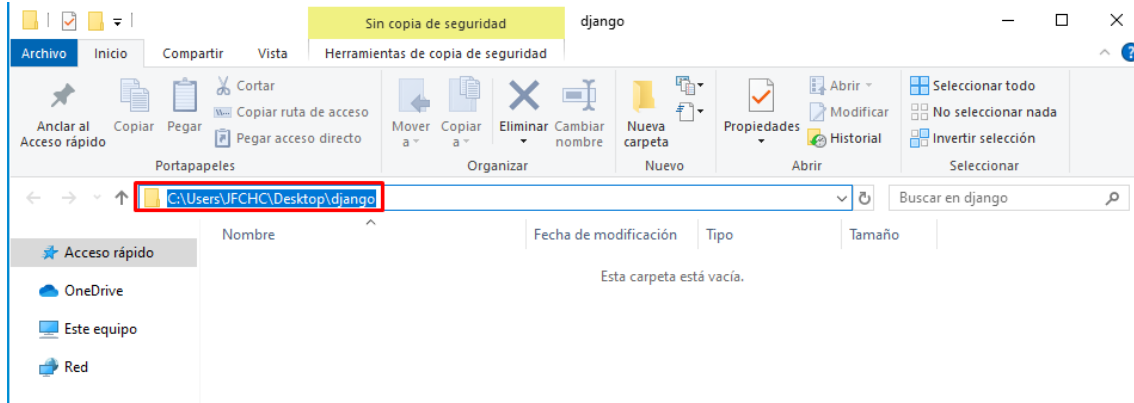 Sin copia de seguridad
django
Archivo
Inicio
Compartir
Vista
Herramientas de copia de seguridad
?
Anclar al
Acceso rápido
Copiar
Pegar
Cortar
Copiar ruta de acceso
Pegar acceso directo
Portapapeles
Mover
a
Copiar
a
Eliminar
Cambiar
nombre
Organizar
Nueva
carpeta
Nuevo
Propiedades
Abrir
Modificar
Historial
Abrir
Seleccionar todo
No seleccionar nada
Invertir selección
Seleccionar
C:\Users\JFCHC\Desktop\django
Buscar en django
Nombre
Fecha de modificación
Tipo
Tamaño
Esta carpeta está vacía.
Acceso rápido
OneDrive
Este equipo
Red